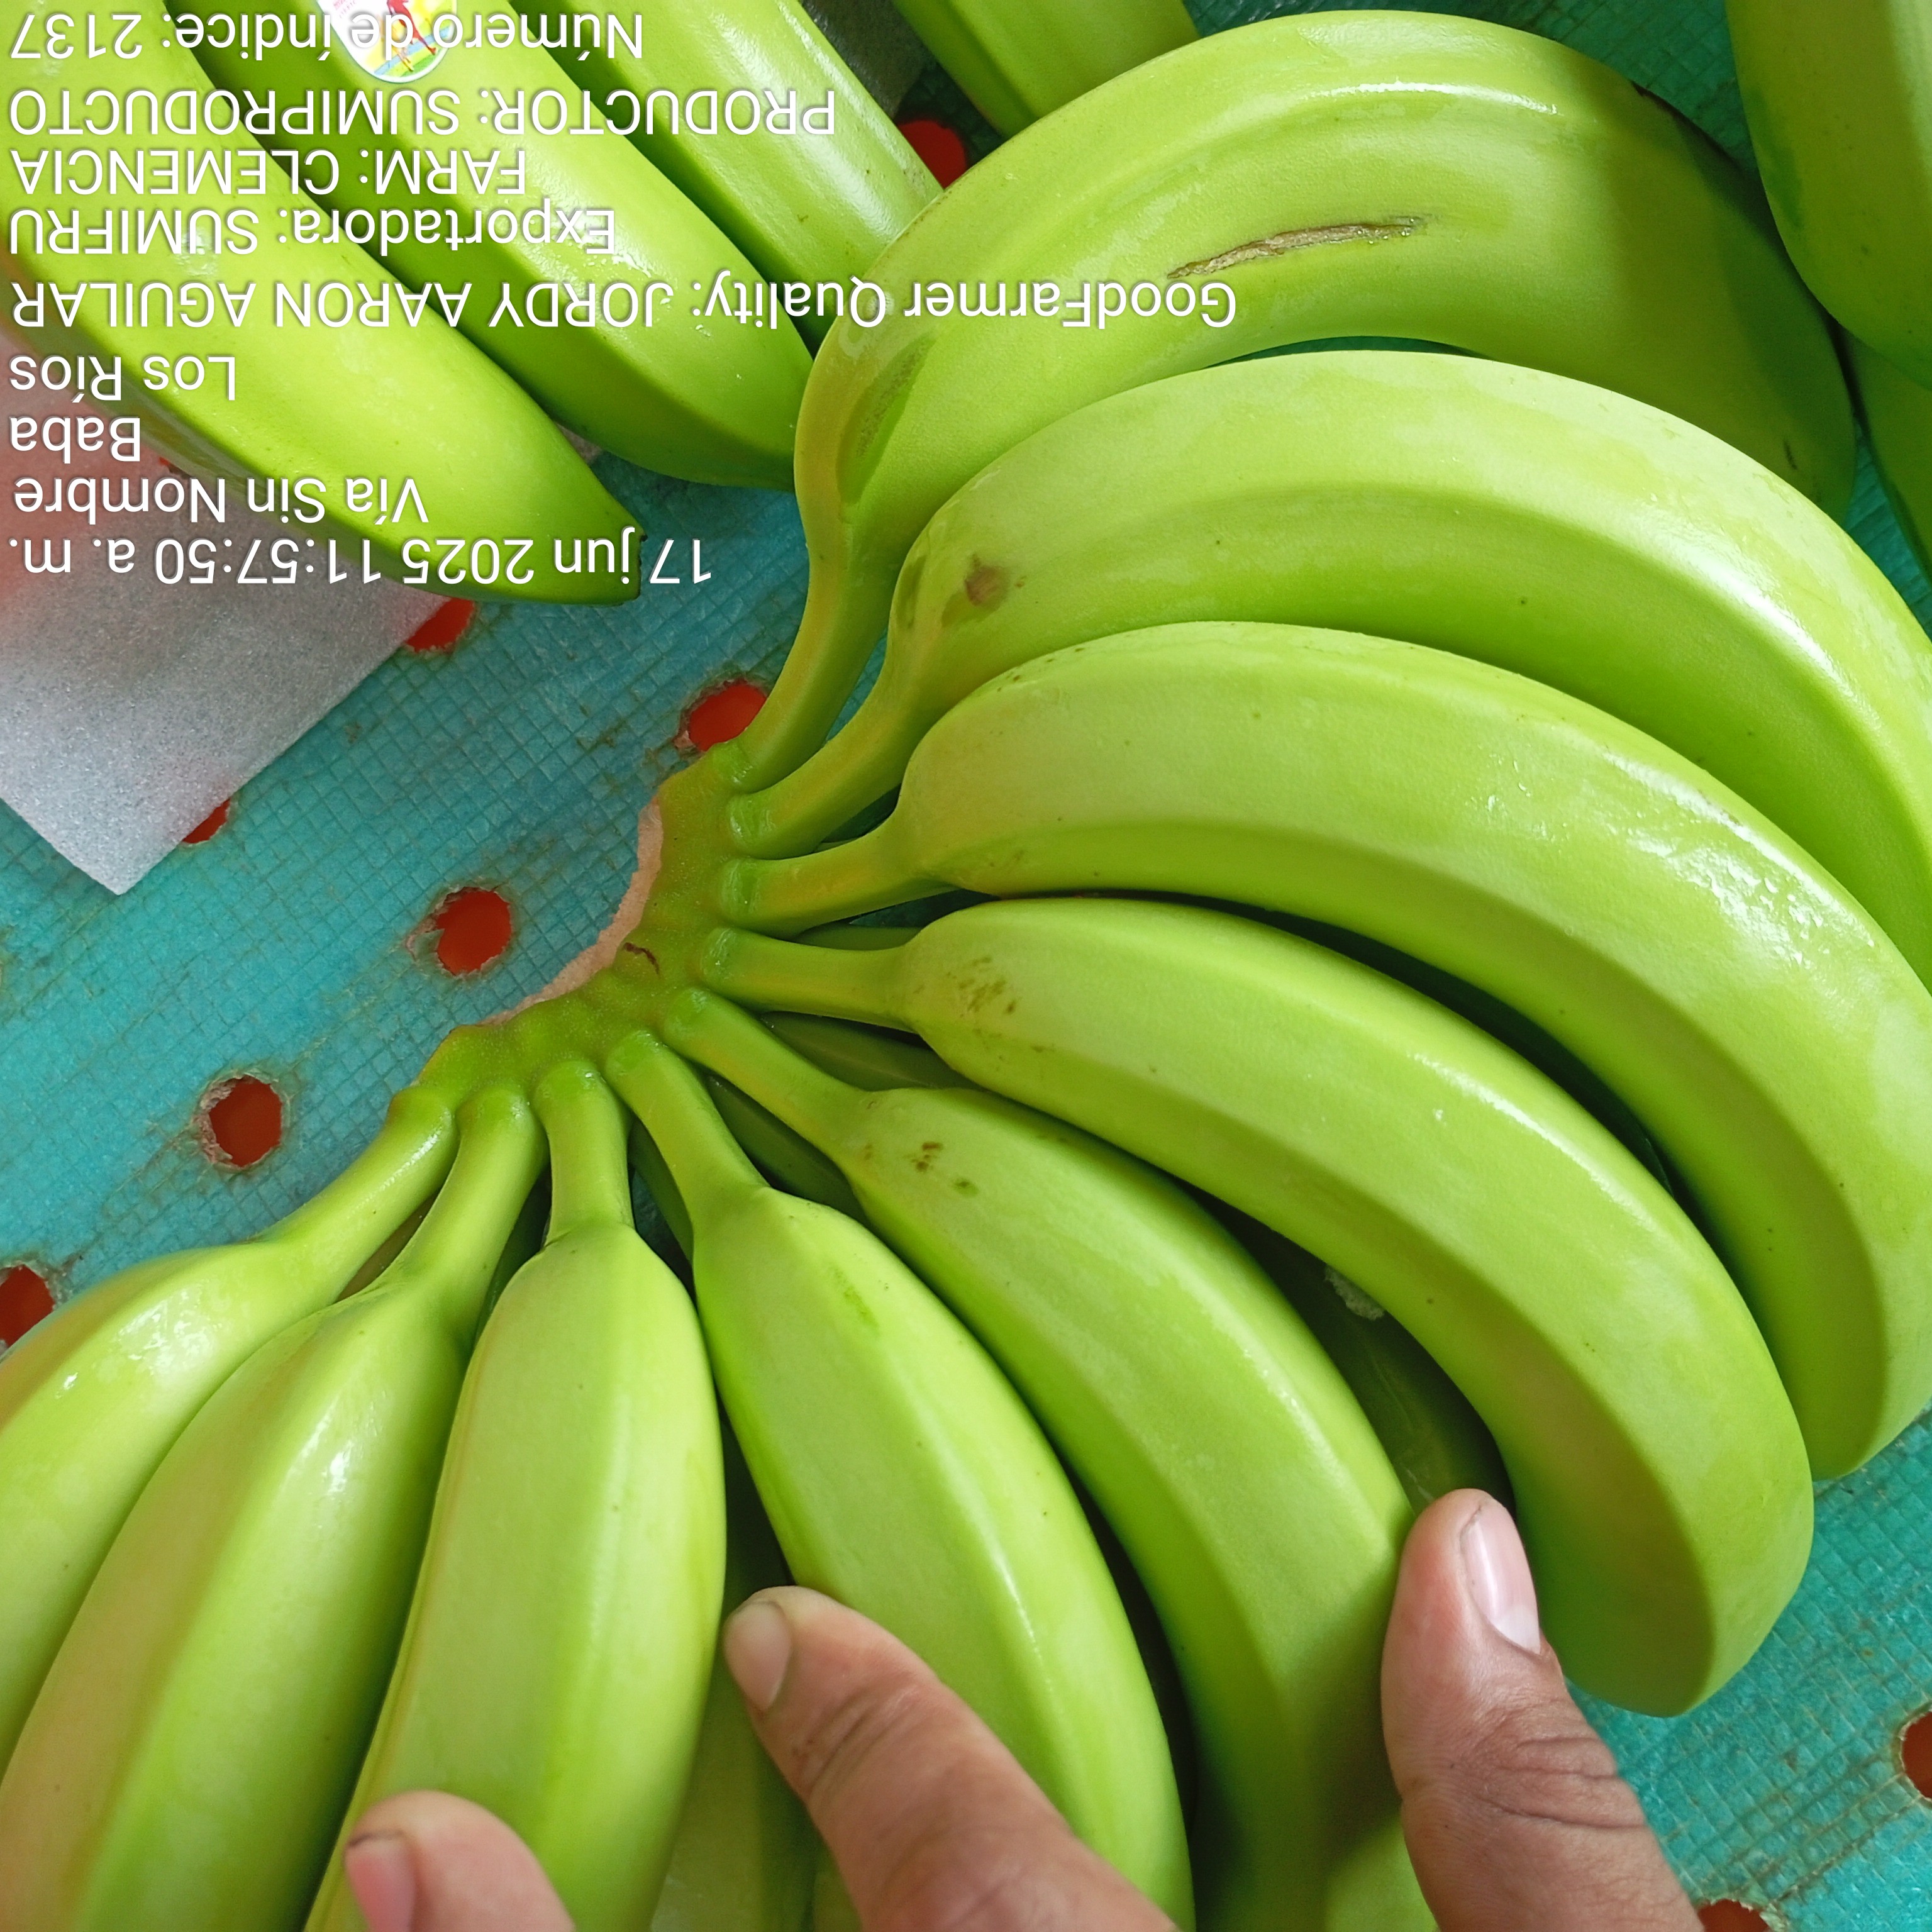 17 jun 2025 11:57:50 a. m.
Vía Sin Nombre
Baba
Los Ríos
GoodFarmer Quality: JORDY AARON AGUILAR
Exportadora: SUMIFRU
FARM: CLEMENCIA
PRODUCTOR: SUMIPRODUCTO
Número de índice: 2137